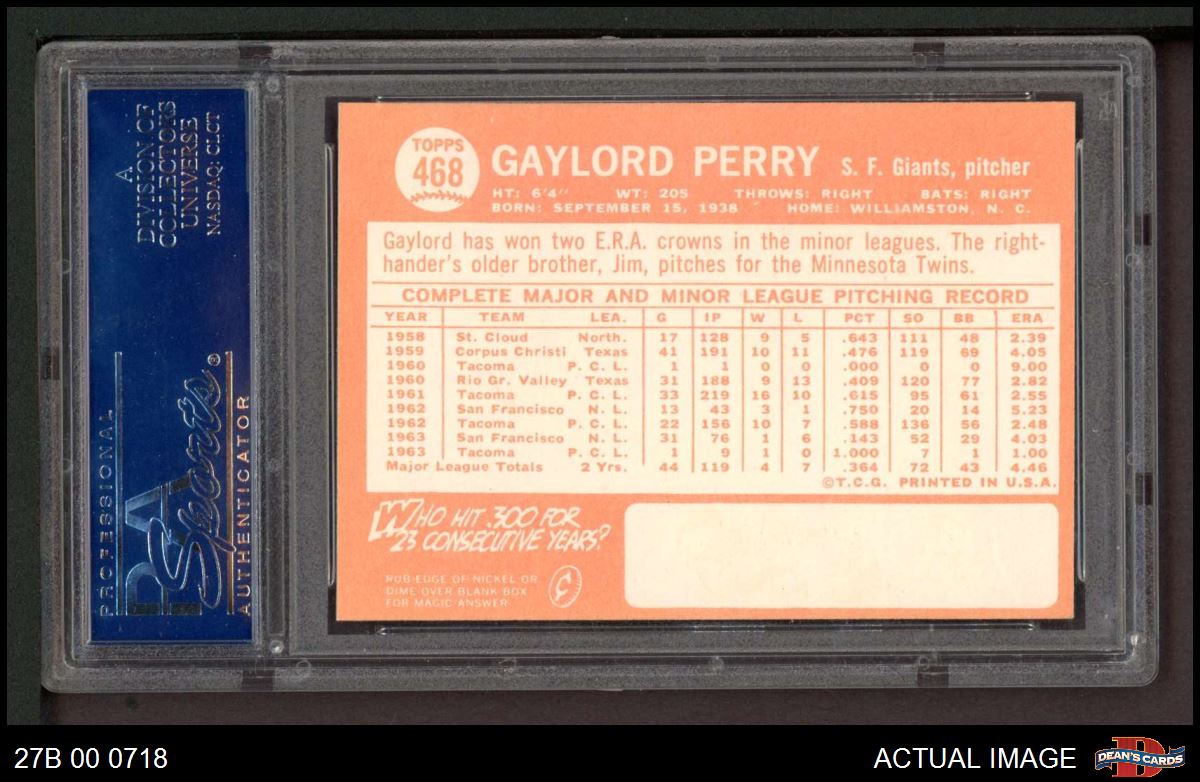 A
DIVISION OF
COLLECTORS
UNIVERSE
NASDAQ: CLCT
PROFESSIONAL
PSA
Sports®
AUTHENTICATOR
TOPPS
468
GAYLORD PERRY S. F. Giants, pitcher
HT: 6'4" WT: 205 THROWS: RIGHT BATS: RIGHT
BORN: SEPTEMBER 15, 1938 HOME: WILLIAMSTON, N. C.
Gaylord has won two E.R.A. crowns in the minor leagues. The right-
hander's older brother, Jim, pitches for the Minnesota Twins.
COMPLETE MAJOR AND MINOR LEAGUE PITCHING RECORD
YEAR TEAM LEA. G IP W L PCT SO BB ERA
1958 St. Cloud North. 17 128 9 5 .643 111 48 2.39
1959 Corpus Christi Texas 41 191 10 11 .476 119 69 4.05
1960 Tacoma P. C. L. 1 1 0 0 .000 0 0 9.00
1960 Rio Gr. Valley Texas 31 188 9 13 .409 120 77 2.82
1961 Tacoma P. C. L. 33 219 16 10 .615 95 61 2.55
1962 San Francisco N. L. 13 43 3 1 .750 20 14 5.23
1962 Tacoma P. C. L. 22 156 10 7 .588 136 56 2.48
1963 San Francisco N. L. 31 76 1 6 .143 52 29 4.03
1963 Tacoma P. C. L. 1 9 1 0 1.000 7 1 1.00
Major League Totals 2 Yrs. 44 119 4 7 .364 72 43 4.46
©T.C.G. PRINTED IN U.S.A.
WHO HIT .300 FOR
23 CONSECUTIVE YEARS?
RUB EDGE OF NICKEL OR
DIME OVER BLANK BOX
FOR MAGIC ANSWER
¢
27B 00 0718
ACTUAL IMAGE
D
DEAN'S CARDS